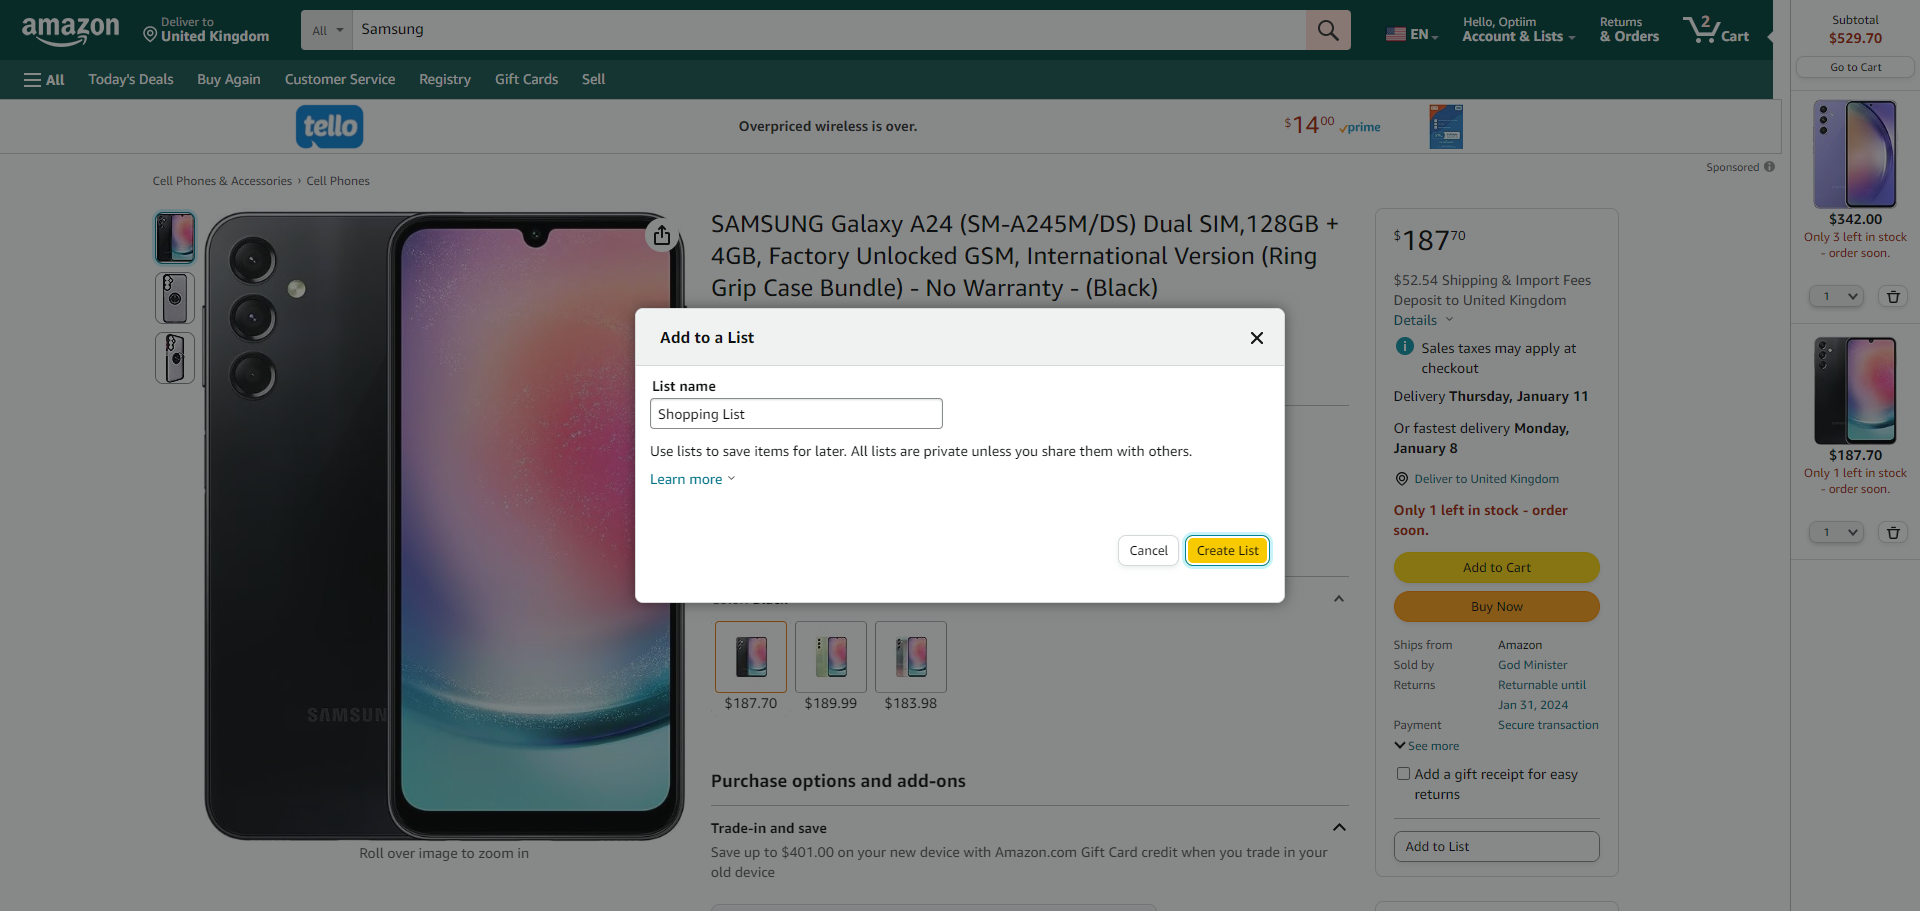 amazon
Deliver to
United Kingdom
All
Samsung
EN
Hello, Optiim
Account & Lists
Returns
& Orders
2
Cart
Subtotal
$529.70
Go to Cart
All
Today's Deals
Buy Again
Customer Service
Registry
Gift Cards
Sell
tello
Overpriced wireless is over.
$14.00
prime
Sponsored
Cell Phones & Accessories › Cell Phones
SAMSUNG Galaxy A24 (SM-A245M/DS) Dual SIM,128GB +
4GB, Factory Unlocked GSM, International Version (Ring
Grip Case Bundle) - No Warranty - (Black)
Add to a List
List name
Shopping List
Use lists to save items for later. All lists are private unless you share them with others.
Learn more
Cancel
Create List
$187.70
$189.99
$183.98
SAMSUN
Roll over image to zoom in
Purchase options and add-ons
Trade-in and save
Save up to $401.00 on your new device with Amazon.com Gift Card credit when you trade in your
old device
$187.70
$52.54 Shipping & Import Fees
Deposit to United Kingdom
Details
Sales taxes may apply at
checkout
Delivery Thursday, January 11
Or fastest delivery Monday,
January 8
Deliver to United Kingdom
Only 1 left in stock - order
soon.
Add to Cart
Buy Now
Ships from Amazon
Sold by God Minister
Returns Returnable until
Jan 31, 2024
Payment Secure transaction
See more
Add a gift receipt for easy
returns
Add to List
$342.00
Only 3 left in stock
- order soon.
1
$187.70
Only 1 left in stock
- order soon.
1